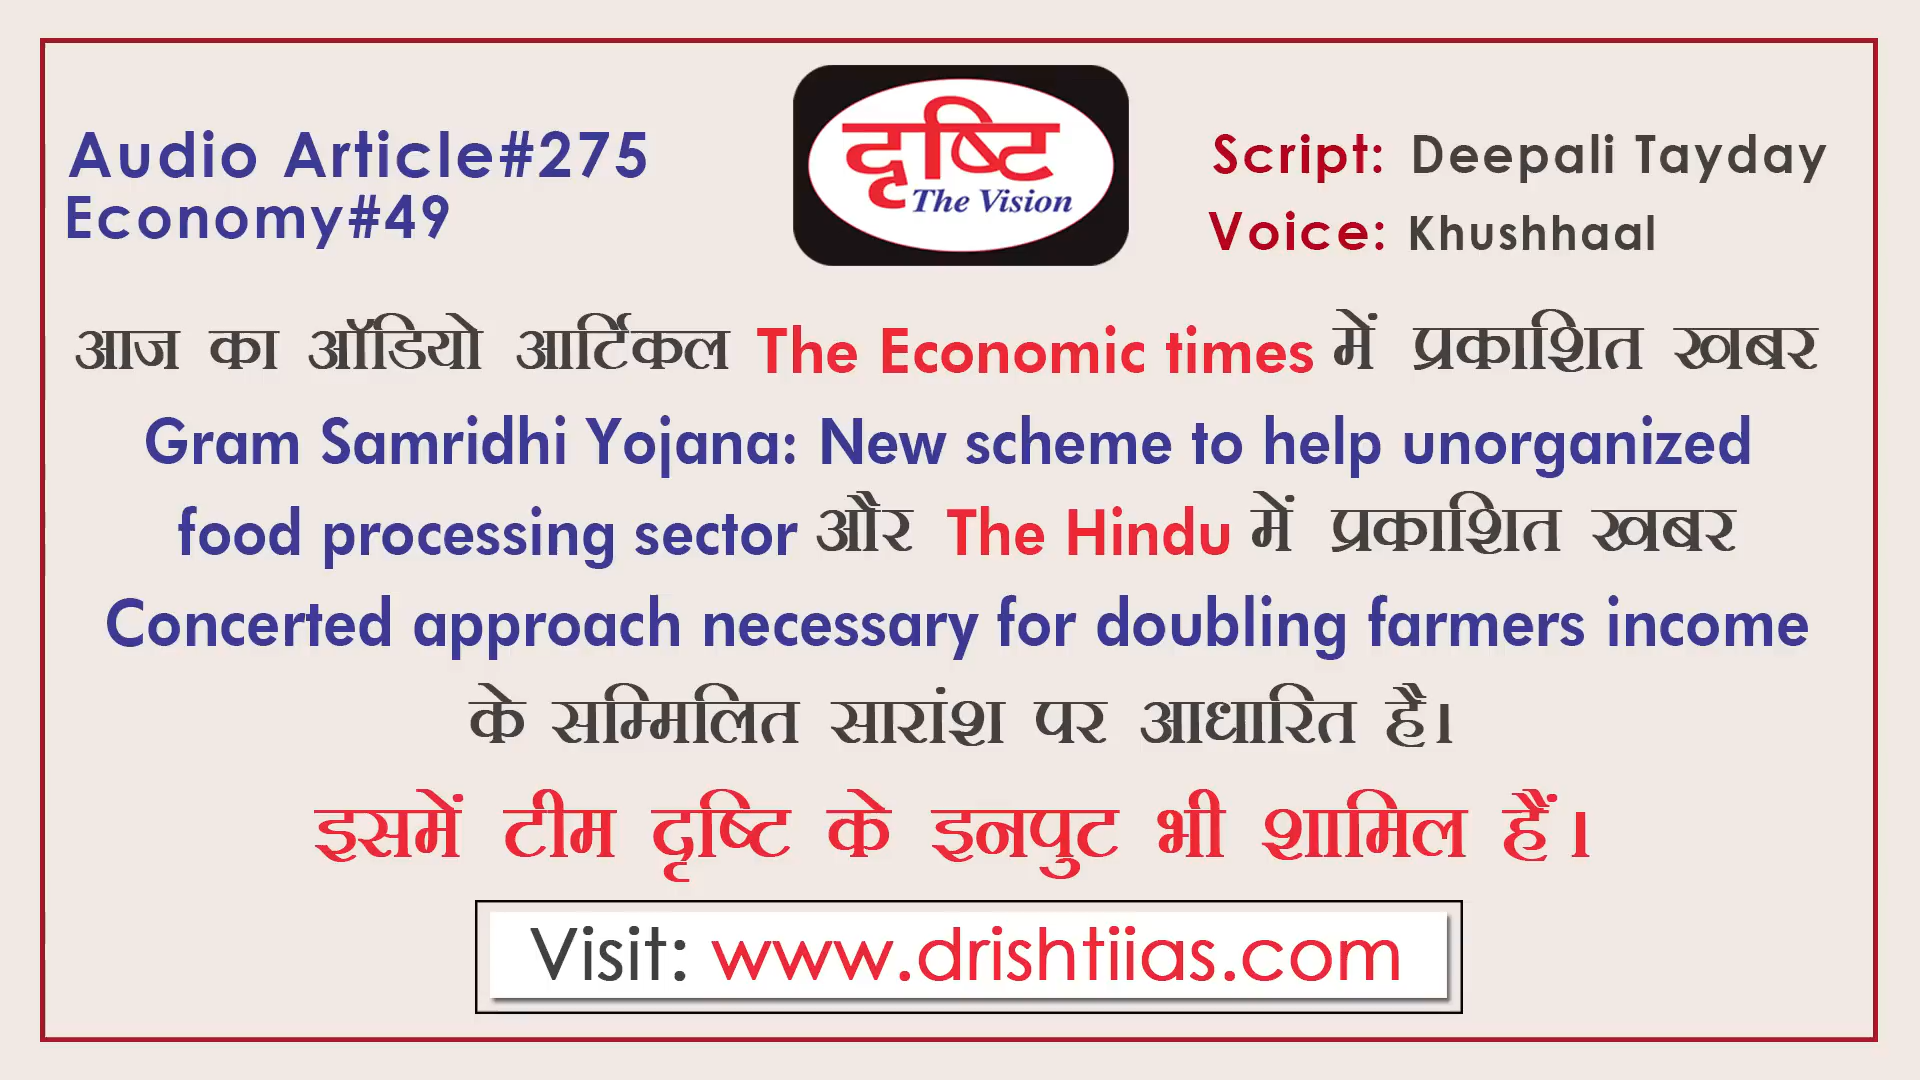 Audio Article#275
Economy#49
दृष्टि
The Vision
Script: Deepali Tayday
Voice: Khushhaal
आज का ऑडियो आर्टिकल The Economic times में प्रकाशित खबर
Gram Samridhi Yojana: New scheme to help unorganized
food processing sector और The Hindu में प्रकाशित खबर
Concerted approach necessary for doubling farmers income
के सम्मिलित सारांश पर आधारित है।
इसमें टीम दृष्टि के इनपुट भी शामिल हैं।
Visit: www.drishtiias.com